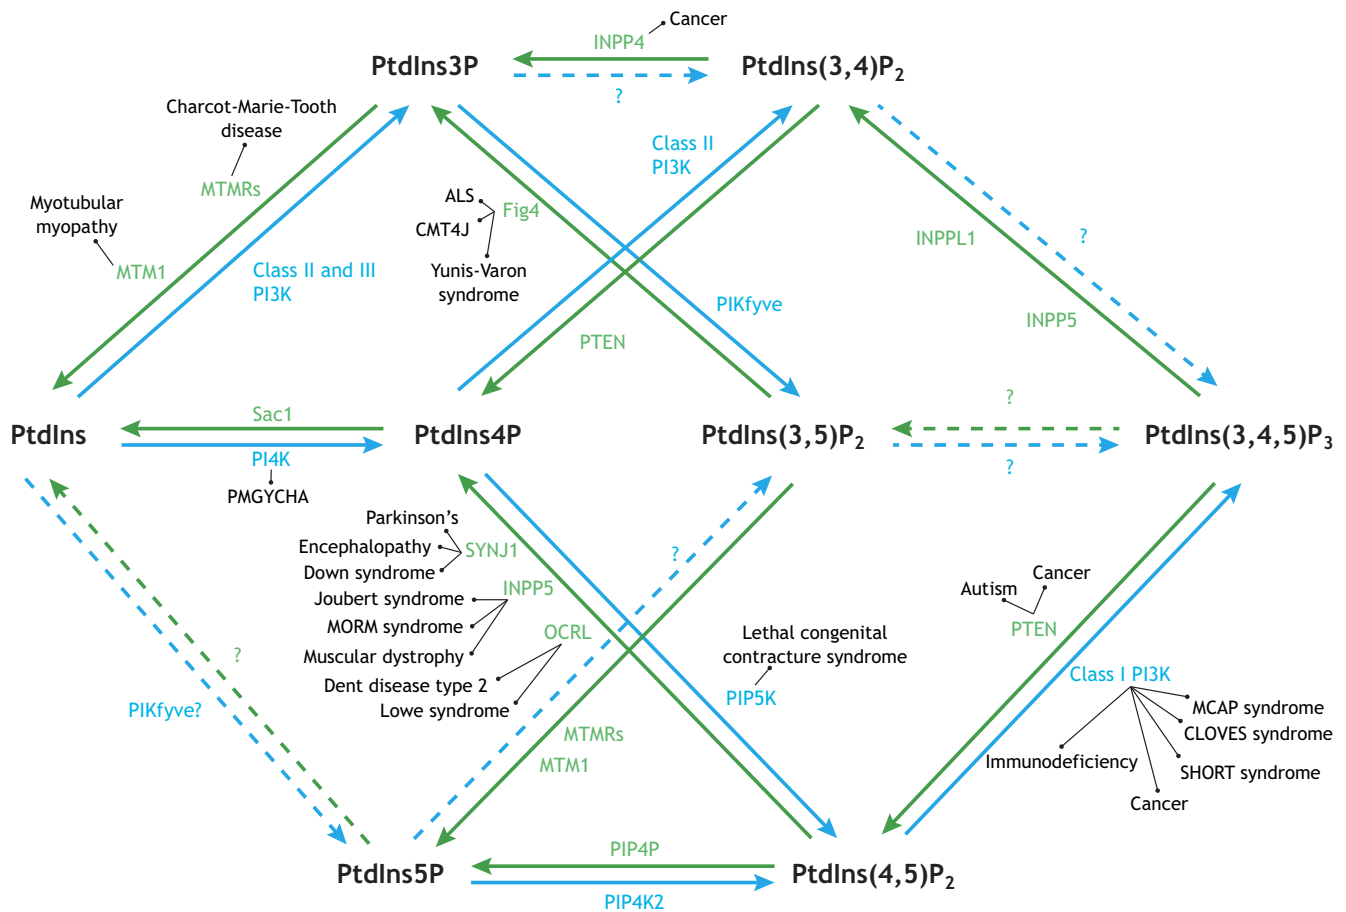 Cancer
INPP4
PtdIns3P
PtdIns(3,4)P2
?
Charcot-Marie-Tooth
disease
MTMRs
Myotubular
myopathy
MTM1
Class II and III
PI3K
ALS
CMT4J
Fig4
Yunis-Varon
syndrome
Class II
PI3K
PIKfyve
PTEN
INPPL1
?
INPP5
PtdIns
Sac1
PI4K
PMGYCHA
PtdIns4P
PtdIns(3,5)P2
?
?
PtdIns(3,4,5)P3
Parkinson’s
Encephalopathy
Down syndrome
SYNJ1
INPP5
Joubert syndrome
MORM syndrome
Muscular dystrophy
OCRL
Dent disease type 2
Lowe syndrome
?
?
PIKfyve?
Lethal congenital
contracture syndrome
PIP5K
MTMRs
MTM1
Autism
Cancer
PTEN
Class I PI3K
MCAP syndrome
CLOVES syndrome
SHORT syndrome
Immunodeficiency
Cancer
PtdIns5P
PIP4P
PIP4K2
PtdIns(4,5)P2